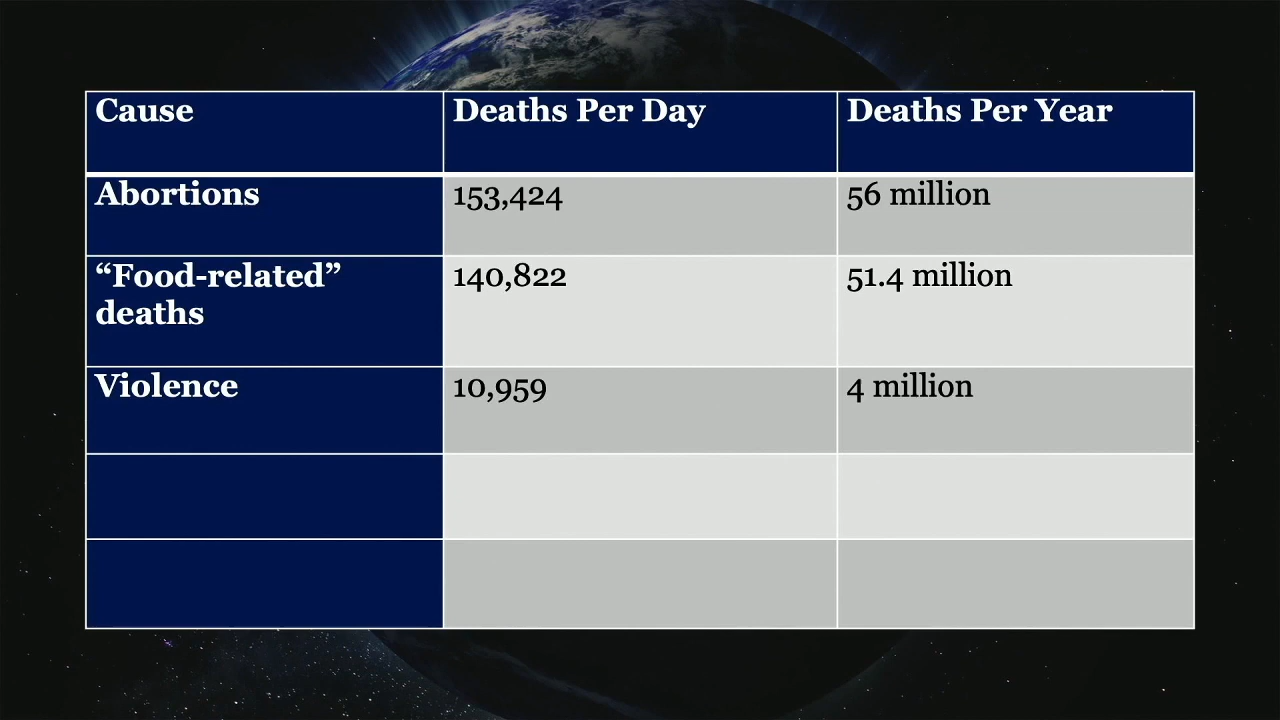 Cause Deaths Per Day Deaths Per Year
Abortions 153,424 56 million
“Food-related” 140,822 51.4 million
deaths
Violence 10,959 4 million